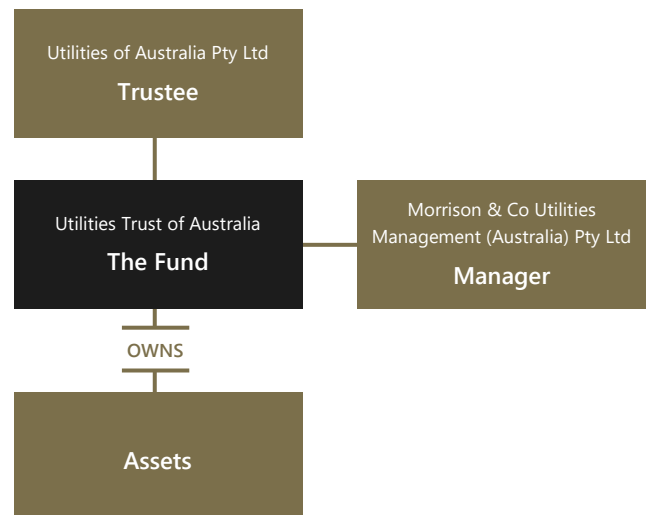 Utilities of Australia Pty Ltd
Trustee
Utilities Trust of Australia
The Fund
Morrison & Co Utilities
Management (Australia) Pty Ltd
Manager
OWNS
Assets